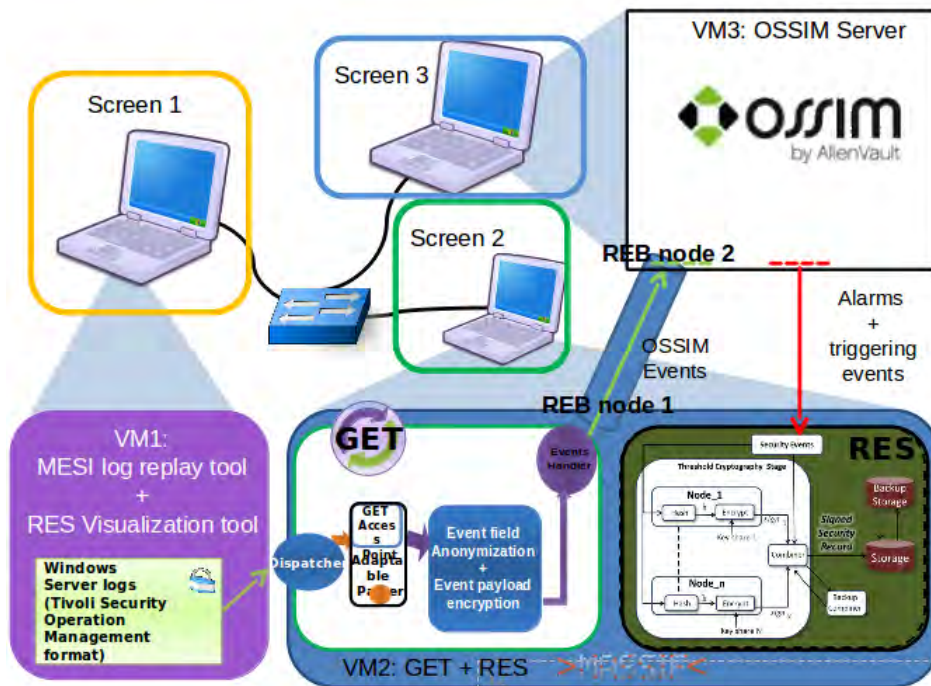 Screen 1
Screen 3
Screen 2
VM3: OSSIM Server
OSSIM
by AlienVault
REB node 2
Alarms
+
triggering
events
OSSIM
Events
REB node 1
VM1:
MESI log replay tool
+
RES Visualization tool
Windows
Server logs
(Tivoli Security
Operation
Management
format)
GET
Events
Handler
Dispatcher
GET
Acces
s
Point
Adaptable
Parser
Event field
Anonymization
+
Event payload
encryption
VM2: GET + RES
RES
Security Events
Threshold Cryptography Stage
Node_1
Hash
h
Encrypt
Key share 1
sign_1
Combiner
Signed
Security
Record
Backup
Storage
Storage
Node_n
Hash
h
Encrypt
Key share N
Backup
Combiner
>MASSIF<